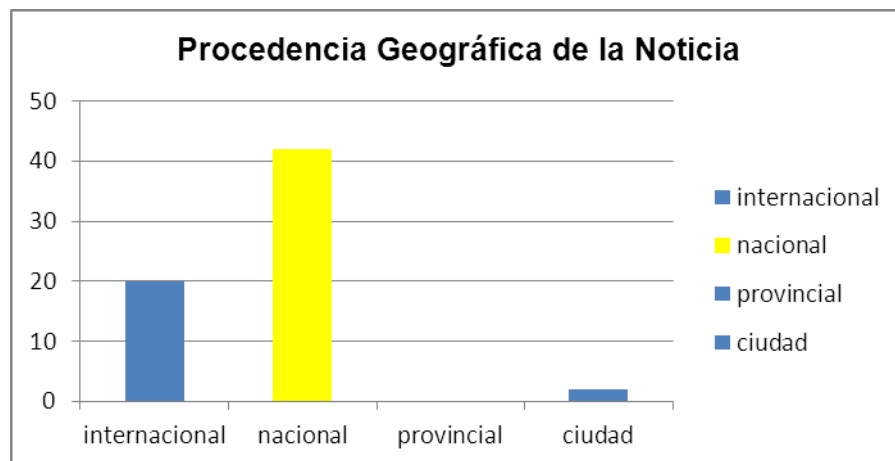 Procedencia Geográfica de la Noticia
50
40
30
20
10
0
internacional nacional provincial ciudad
internacional
nacional
provincial
ciudad